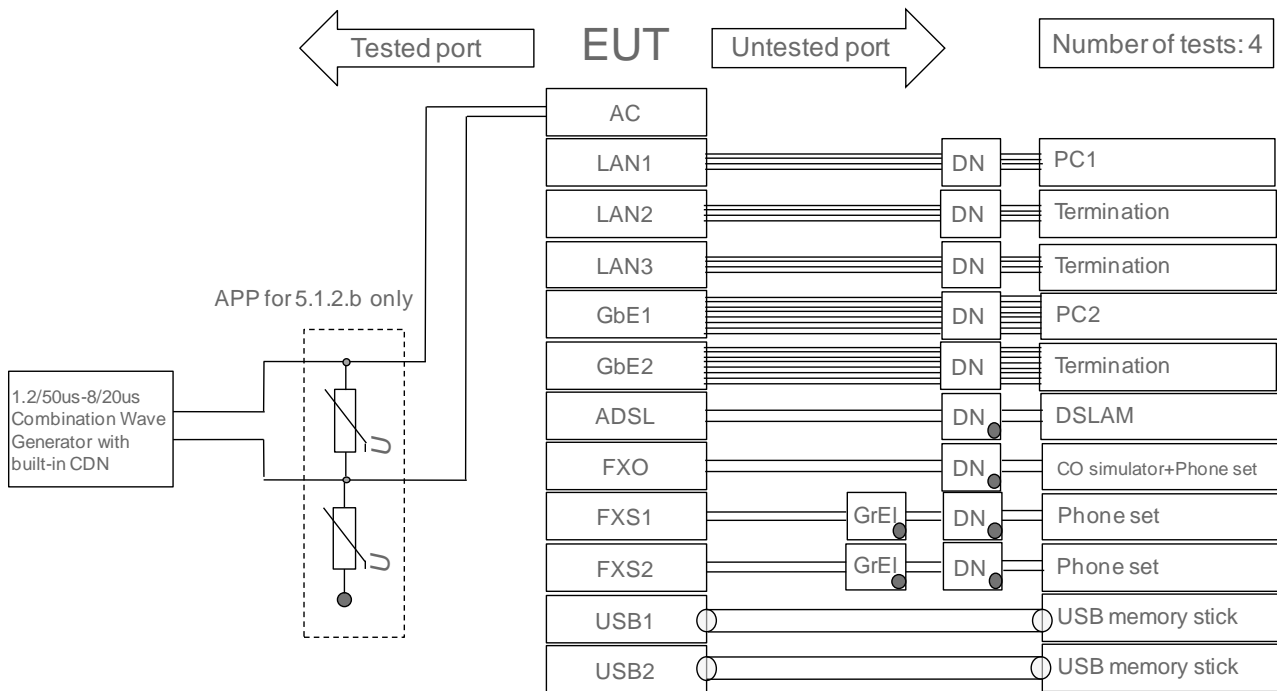 Tested port
EUT
Untested port
Number of tests: 4
AC
LAN1
DN
PC1
LAN2
DN
Termination
LAN3
DN
Termination
APP for 5.1.2.b only
GbE1
DN
PC2
GbE2
DN
Termination
1.2/50us-8/20us
Combination Wave
Generator with
built-in CDN
U
ADSL
DN
DSLAM
FXO
DN
CO simulator+Phone set
FXS1
GrEI
DN
Phone set
U
FXS2
GrEI
DN
Phone set
USB1
USB memory stick
USB2
USB memory stick